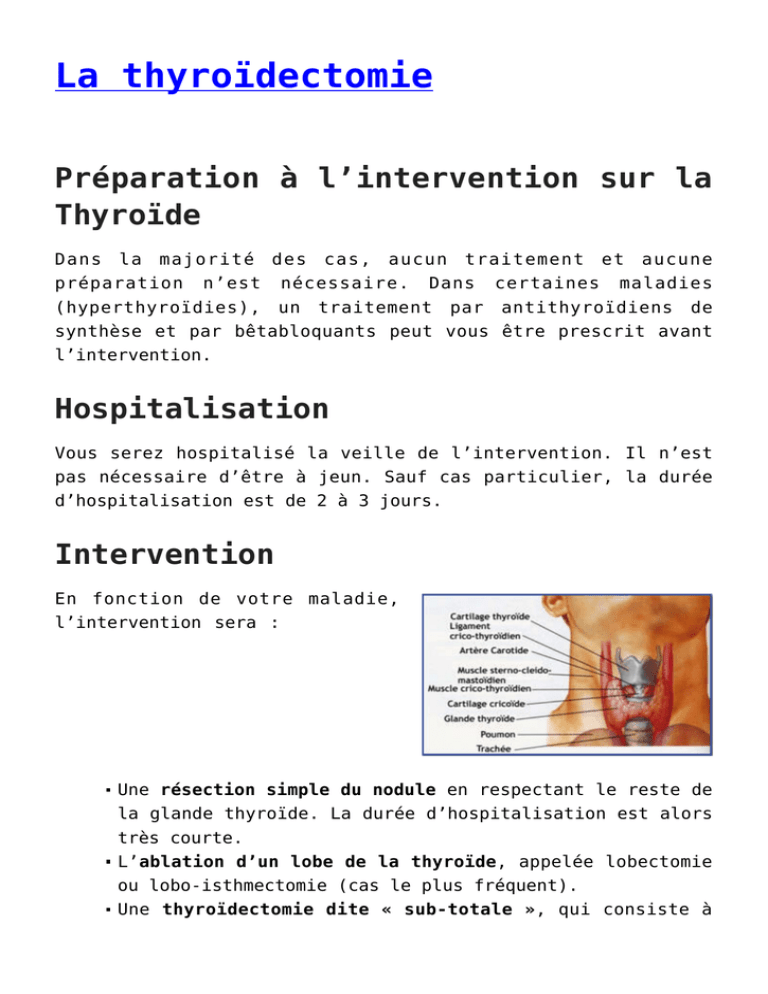 La thyroïdectomie
Préparation à l’intervention sur la
Thyroïde
Dans la majorité des cas, aucun traitement et aucune
préparation n’est nécessaire. Dans certaines maladies
(hyperthyroïdies), un traitement par antithyroïdiens de
synthèse et par bêtabloquants peut vous être prescrit avant
l’intervention.
Hospitalisation
Vous serez hospitalisé la veille de l’intervention. Il n’est
pas nécessaire d’être à jeun. Sauf cas particulier, la durée
d’hospitalisation est de 2 à 3 jours.
Intervention
En fonction de votre maladie,
l’intervention sera :
Cartilage thyroïde
Ligament
crico-thyroïdien
Artère Carotide
Muscle sterno-cleido-
mastoïdien
Muscle crico-thyroïdien
Cartilage cricoïde
Glande thyroïde
Poumon
Trachée
▪ Une résection simple du nodule en respectant le reste de
la glande thyroïde. La durée d’hospitalisation est alors
très courte.
▪ L’ablation d’un lobe de la thyroïde, appelée lobectomie
ou lobo-isthmectomie (cas le plus fréquent).
▪ Une thyroïdectomie dite « sub-totale », qui consiste à